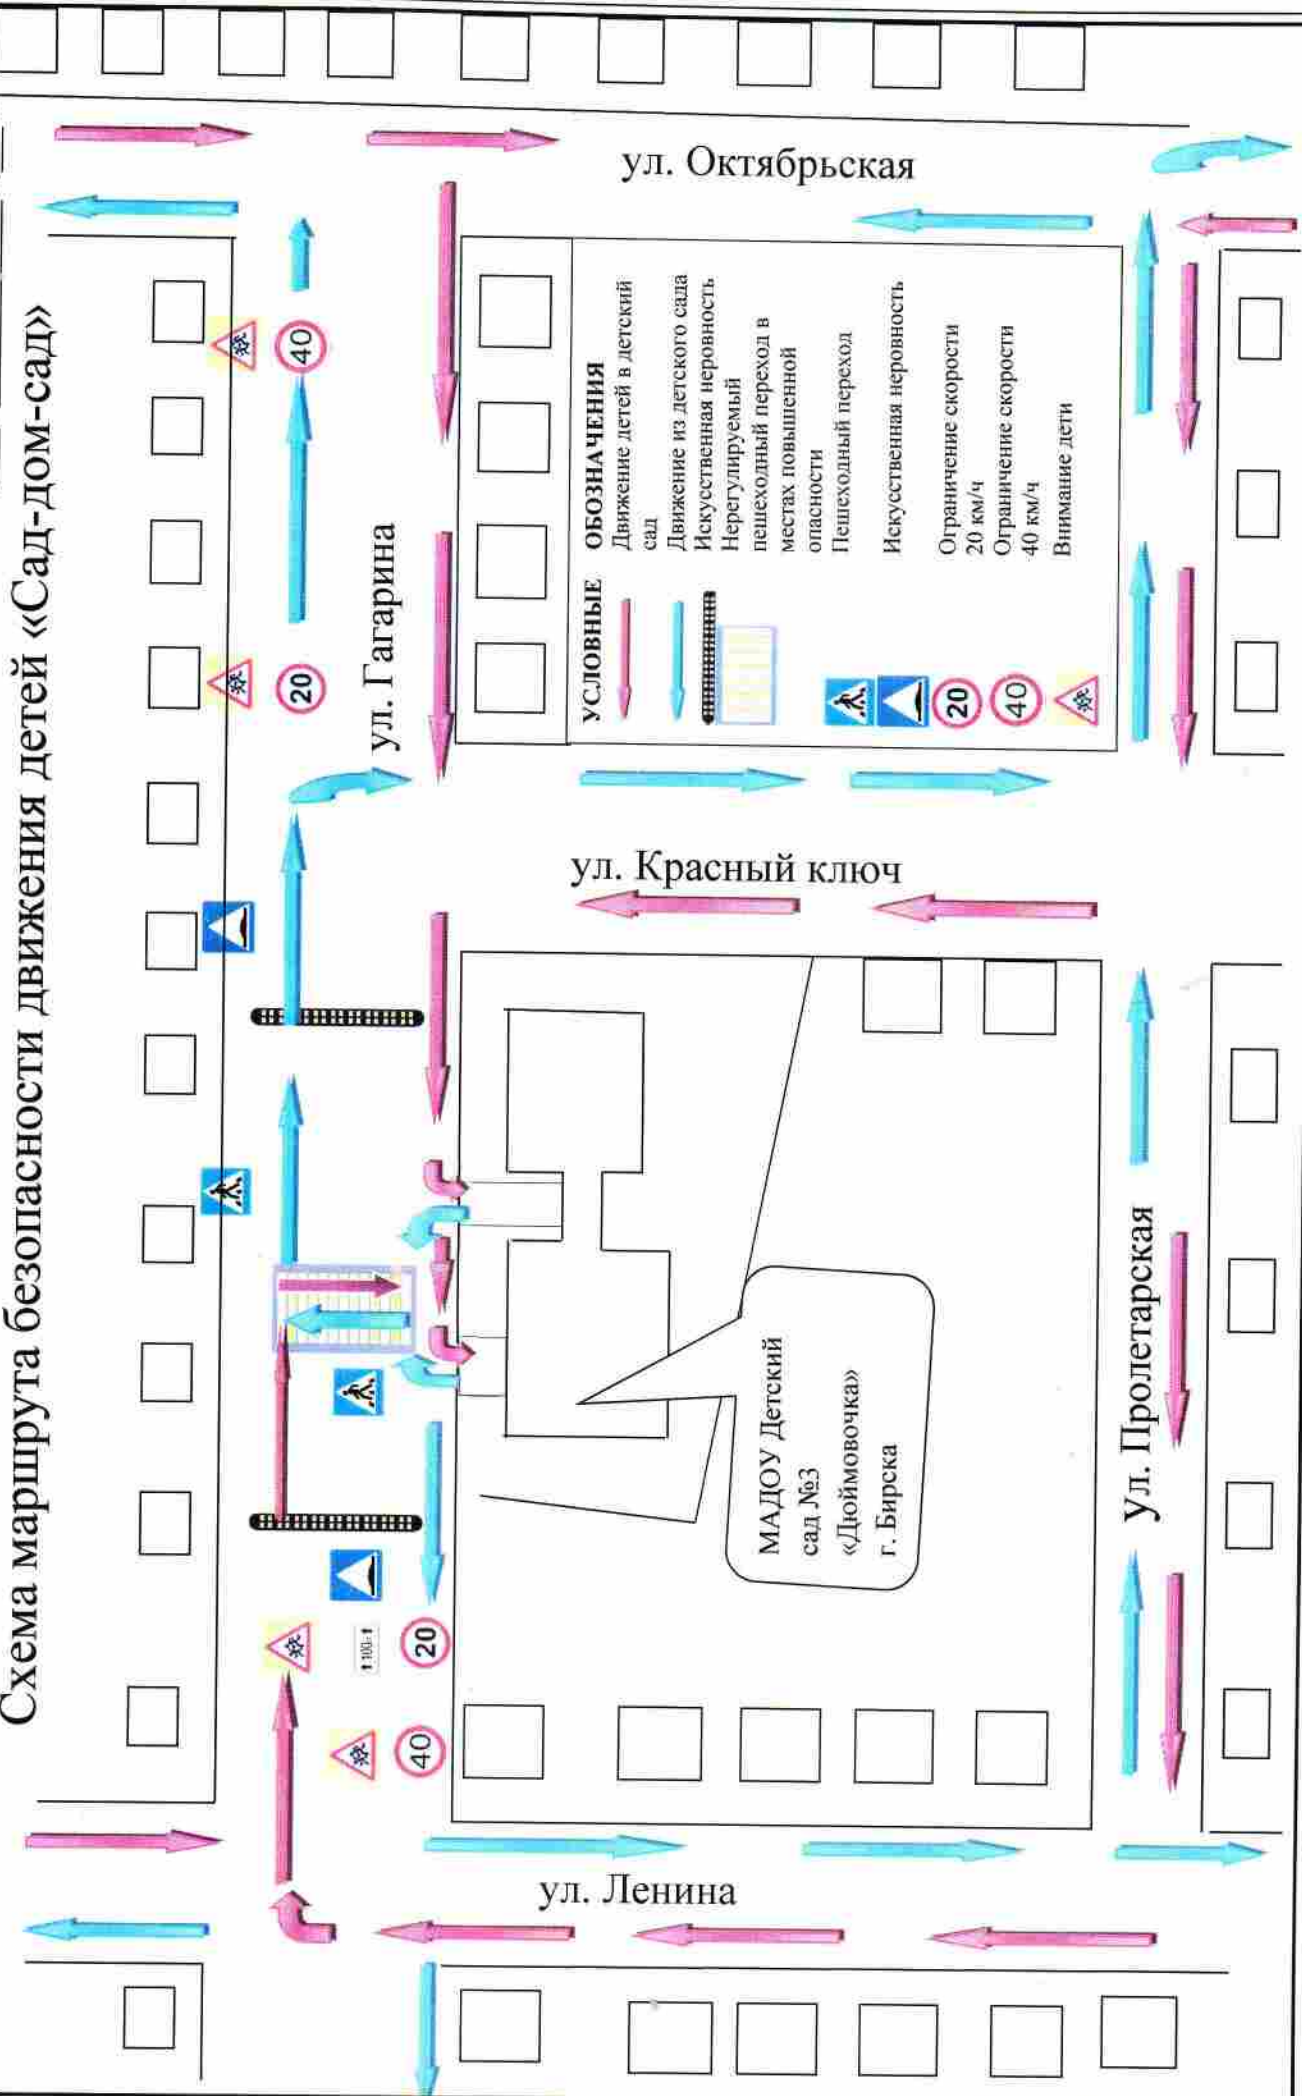 Схема маршрута безопасности движения детей «Сад-дом-сад»
40
20
20
40
↑100↑
ул. Гагарина
ул. Октябрьская
ул. Красный ключ
ул. Ленина
Ул. Пролетарская
МАДОУ Детский
сад №3
«Дюймовочка»
г. Бирска
УСЛОВНЫЕ ОБОЗНАЧЕНИЯ
Движение детей в детский
сад
Движение из детского сада
Искусственная неровность
Нерегулируемый
пешеходный переход в
местах повышенной
опасности
Пешеходный переход
Искусственная неровность
20
Ограничение скорости
20 км/ч
40
Ограничение скорости
40 км/ч
Внимание дети